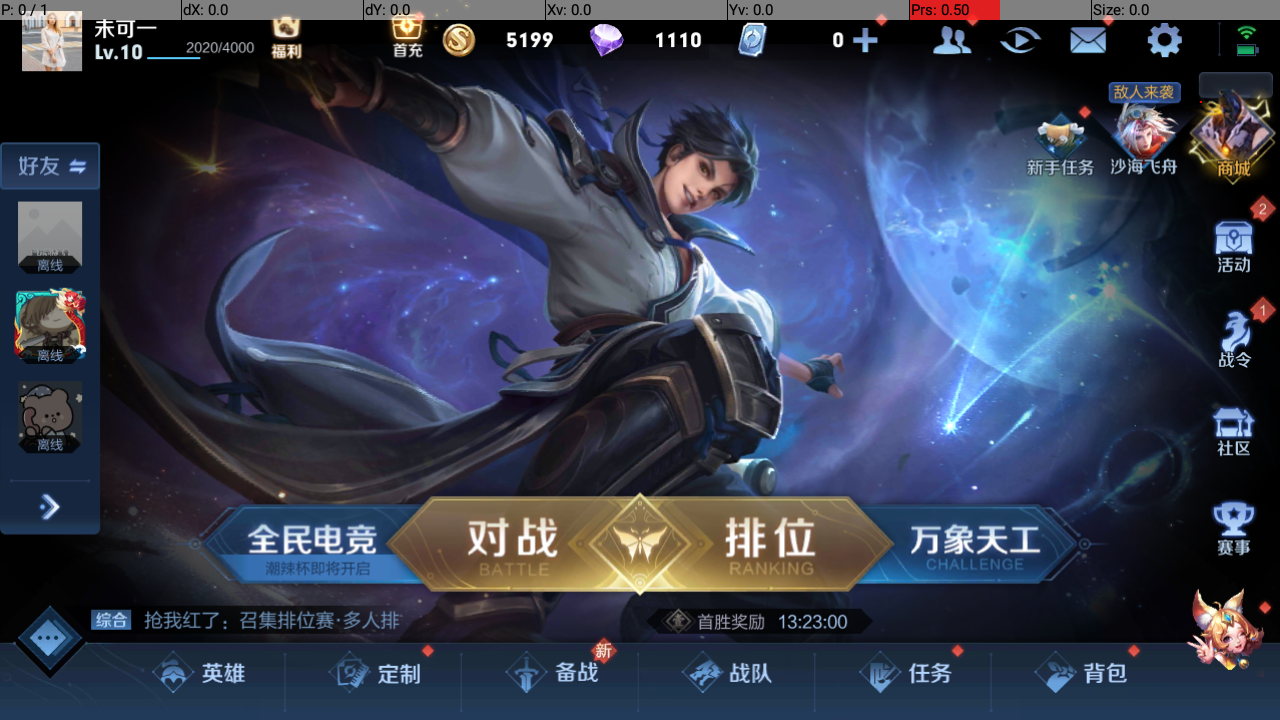 P: 0 / 1 dX: 0.0 dY: 0.0 Xv: 0.0 Yv: 0.0 Prs: 0.50 Size: 0.0
未可一
Lv.10 2020/4000
福利
首充
5199
1110
0
敌人来袭
新手任务
沙海飞舟
商城
好友
离线
离线
离线
2
活动
1
战令
社区
赛事
全民电竞
潮辣杯即将开启
对战
BATTLE
排位
RANKING
万象天工
CHALLENGE
综合 抢我红了：召集排位赛·多人排
首胜奖励 13:23:00
英雄
定制
新
备战
战队
任务
背包